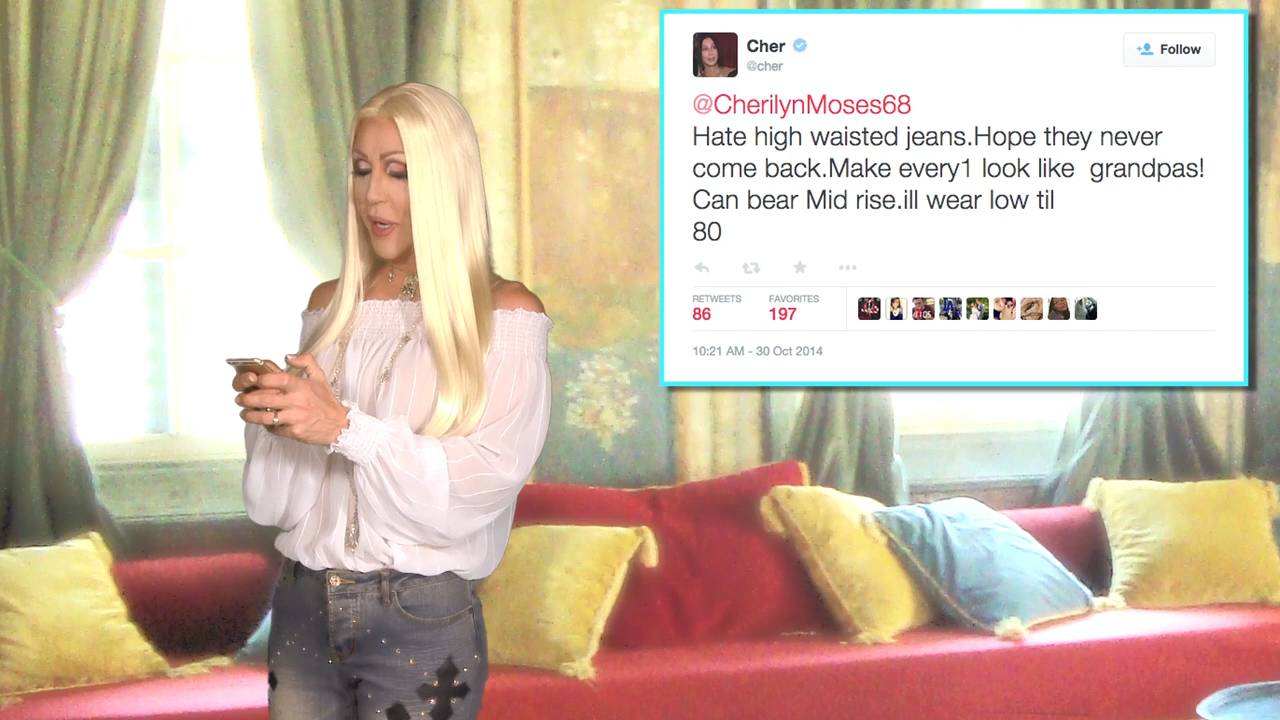 Cher
@cher
Follow
@CherilynMoses68
Hate high waisted jeans.Hope they never
come back.Make every1 look like  grandpas!
Can bear Mid rise.ill wear low til
80
RETWEETS
86
FAVORITES
197
10:21 AM - 30 Oct 2014